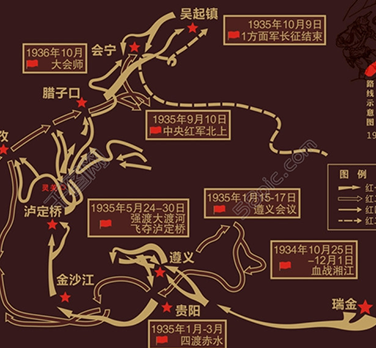 吴起镇
1935年10月9日
1方面军长征结束
1936年10月
大会师
会宁
腊子口
1935年9月10日
中央红军北上
路线示意图
19
图 例
红
红
红
红
灵关
泸定桥
1935年5月24-30日
强渡大渡河
飞夺泸定桥
1935年1月15-17日
遵义会议
1934年10月25日
-12月1日
血战湘江
遵义
金沙江
贵阳
瑞金
1935年1月-3月
四渡赤水